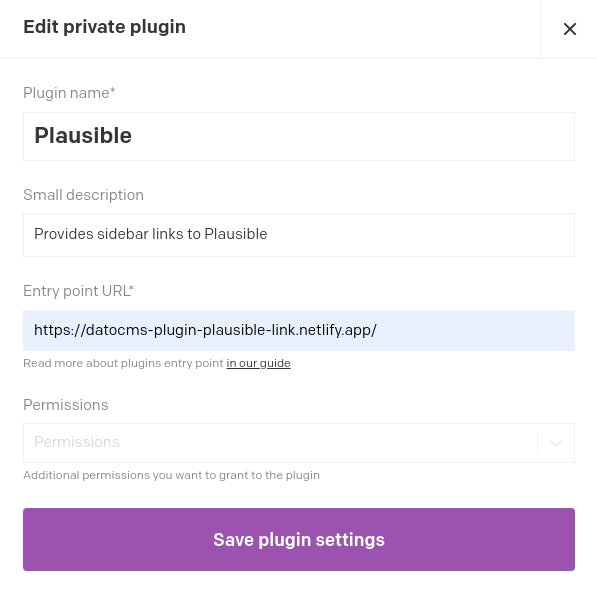 Edit private plugin
Plugin name*
Plausible
Small description
Provides sidebar links to Plausible
Entry point URL*
https://datocms-plugin-plausible-link.netlify.app/
Read more about plugins entry point in our guide
Permissions
Permissions
Additional permissions you want to grant to the plugin
Save plugin settings